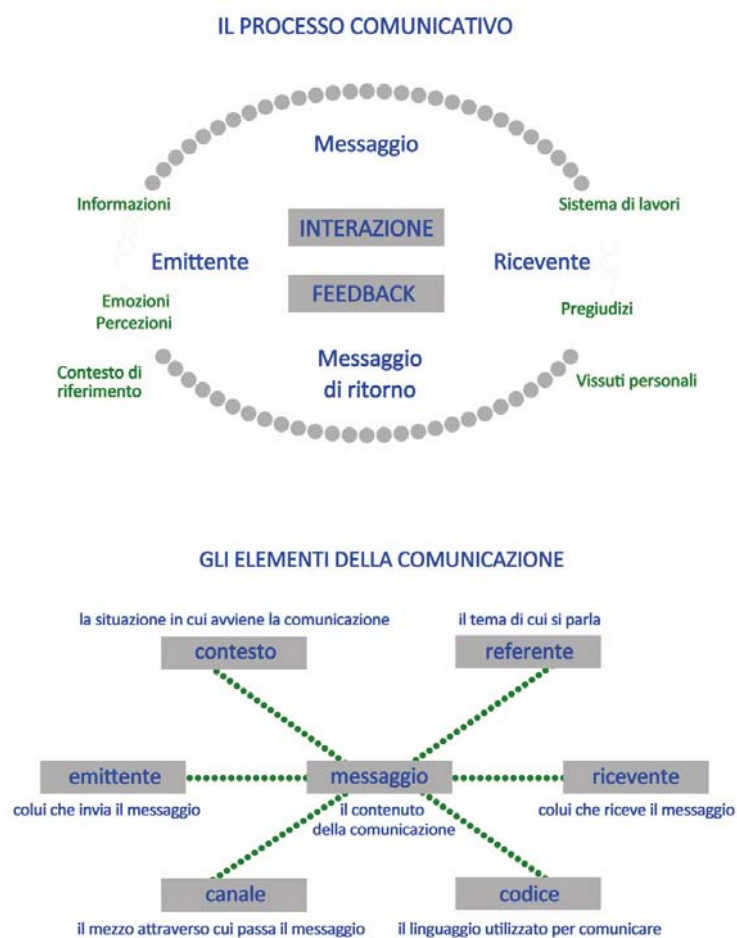 IL PROCESSO COMUNICATIVO
Messaggio
Informazioni
Sistema di lavori
INTERAZIONE
Emittente
Ricevente
FEEDBACK
Emozioni
Percezioni
Pregiudizi
Messaggio
di ritorno
Contesto di
riferimento
Vissuti personali
GLI ELEMENTI DELLA COMUNICAZIONE
la situazione in cui avviene la comunicazione
il tema di cui si parla
contesto
referente
emittente
messaggio
ricevente
colui che invia il messaggio
il contenuto
della comunicazione
colui che riceve il messaggio
canale
codice
il mezzo attraverso cui passa il messaggio
il linguaggio utilizzato per comunicare